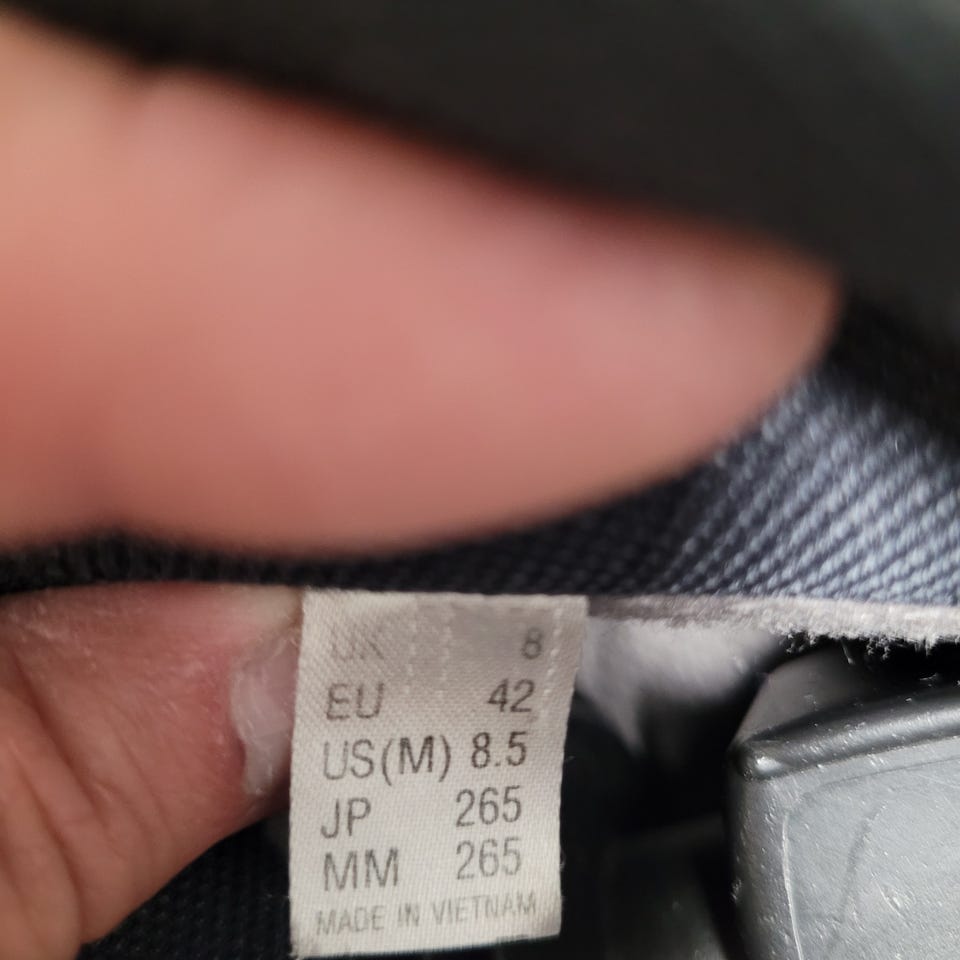 UK 8
EU 42
US(M) 8.5
JP 265
MM 265
MADE IN VIETNAM